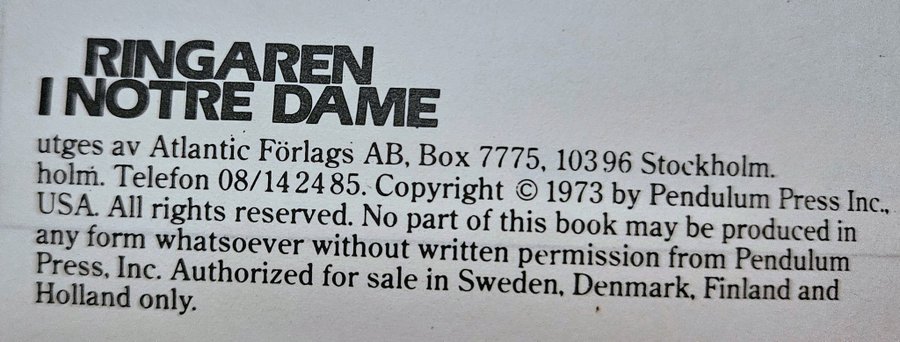 RINGAREN
I NOTRE DAME
utges av Atlantic Förlags AB, Box 7775, 103 96 Stockholm.
holm. Telefon 08/14 24 85. Copyright © 1973 by Pendulum Press Inc.,
USA. All rights reserved. No part of this book may be produced in
any form whatsoever without written permission from Pendulum
Press, Inc. Authorized for sale in Sweden, Denmark, Finland and
Holland only.